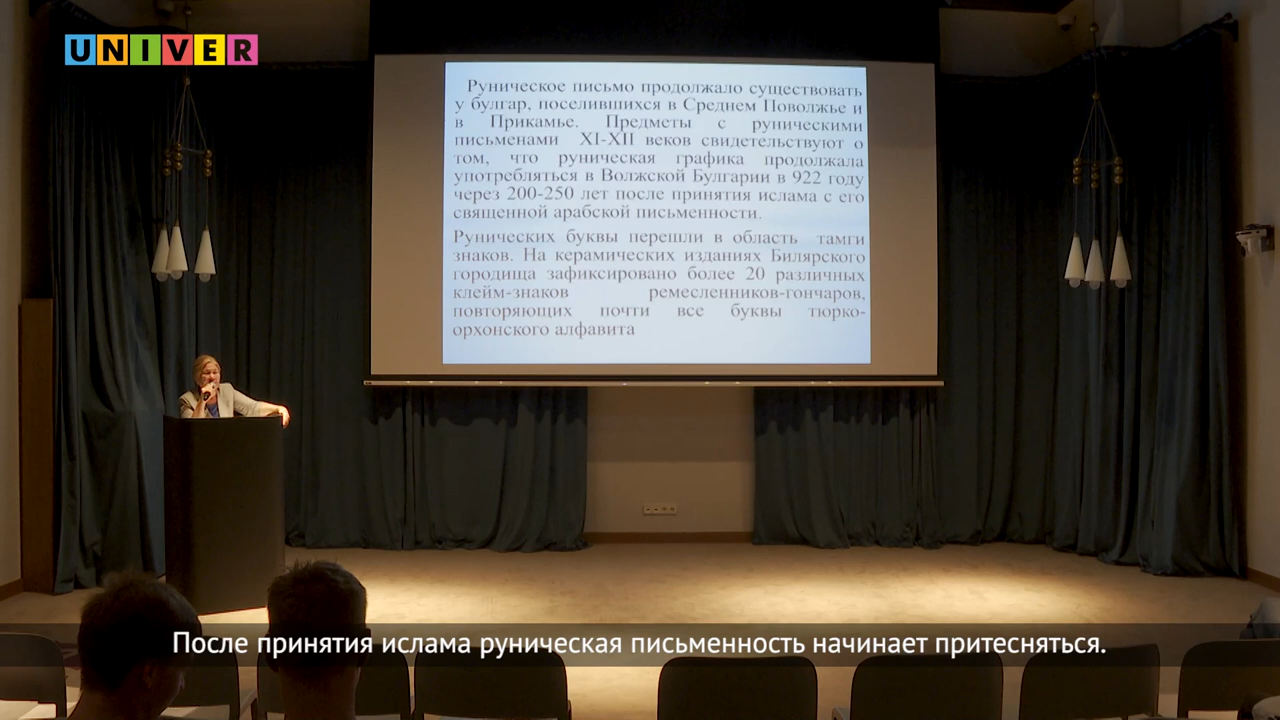 UNIVER
Руническое письмо продолжало существовать
у булгар, поселившихся в Среднем Поволжье и
в Прикамье. Предметы с руническими
письменами XI-XII веков свидетельствуют о
том, что руническая графика продолжала
употребляться в Волжской Булгарии в 922 году
через 200-250 лет после принятия ислама с его
священной арабской письменности.
Рунических буквы перешли в область тамги
знаков. На керамических изданиях Билярского
городища зафиксировано более 20 различных
клейм-знаков ремесленников-гончаров,
повторяющих почти все буквы тюрко-
орхонского алфавита
После принятия ислама руническая письменность начинает притесняться.